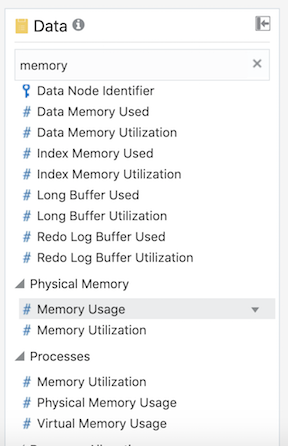 Data
memory
Data Node Identifier
# Data Memory Used
# Data Memory Utilization
# Index Memory Used
# Index Memory Utilization
# Long Buffer Used
# Long Buffer Utilization
# Redo Log Buffer Used
# Redo Log Buffer Utilization
Physical Memory
# Memory Usage
# Memory Utilization
Processes
# Memory Utilization
# Physical Memory Usage
# Virtual Memory Usage